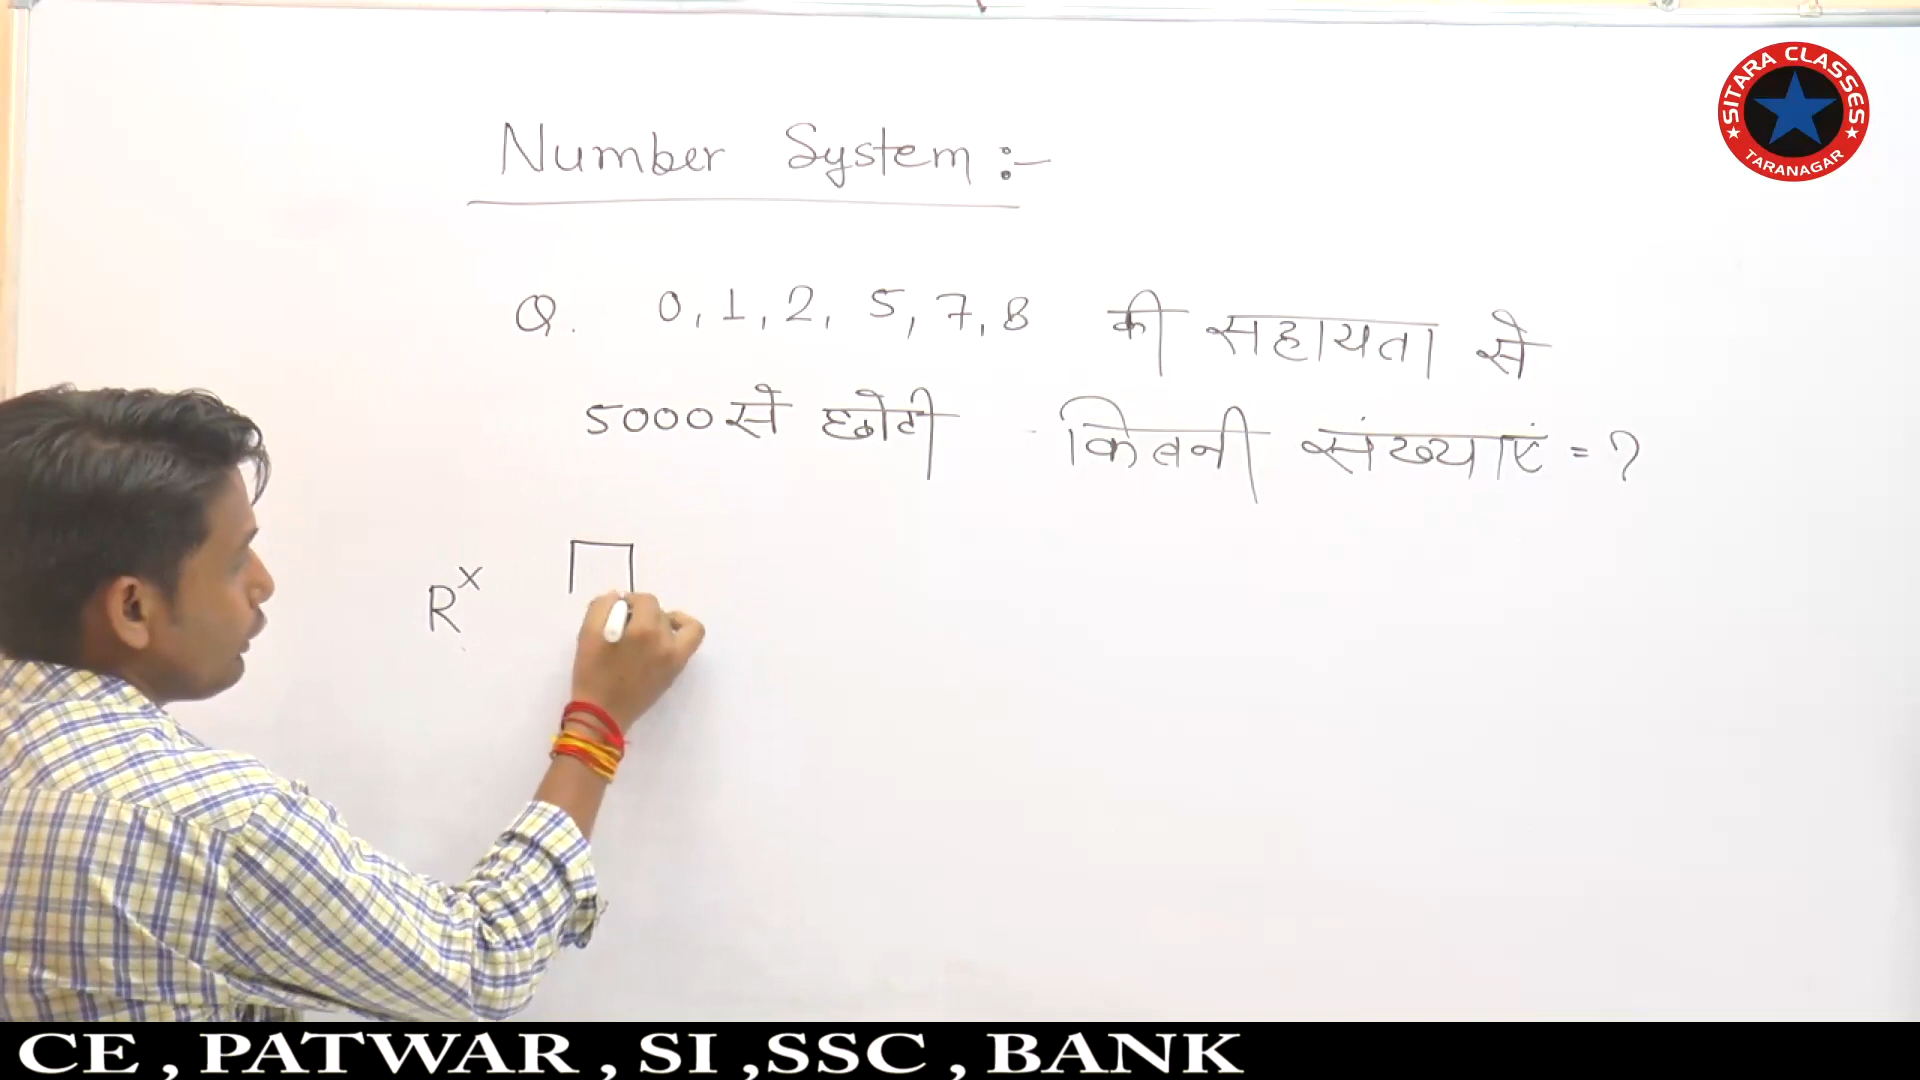 SITARA CLASSES
TARANAGAR
Number System :-
Q. 0, 1, 2, 5, 7, 8 की सहायता से
5000 से छोटी कितनी संख्याएं = ?
Rx
CE , PATWAR , SI ,SSC , BANK